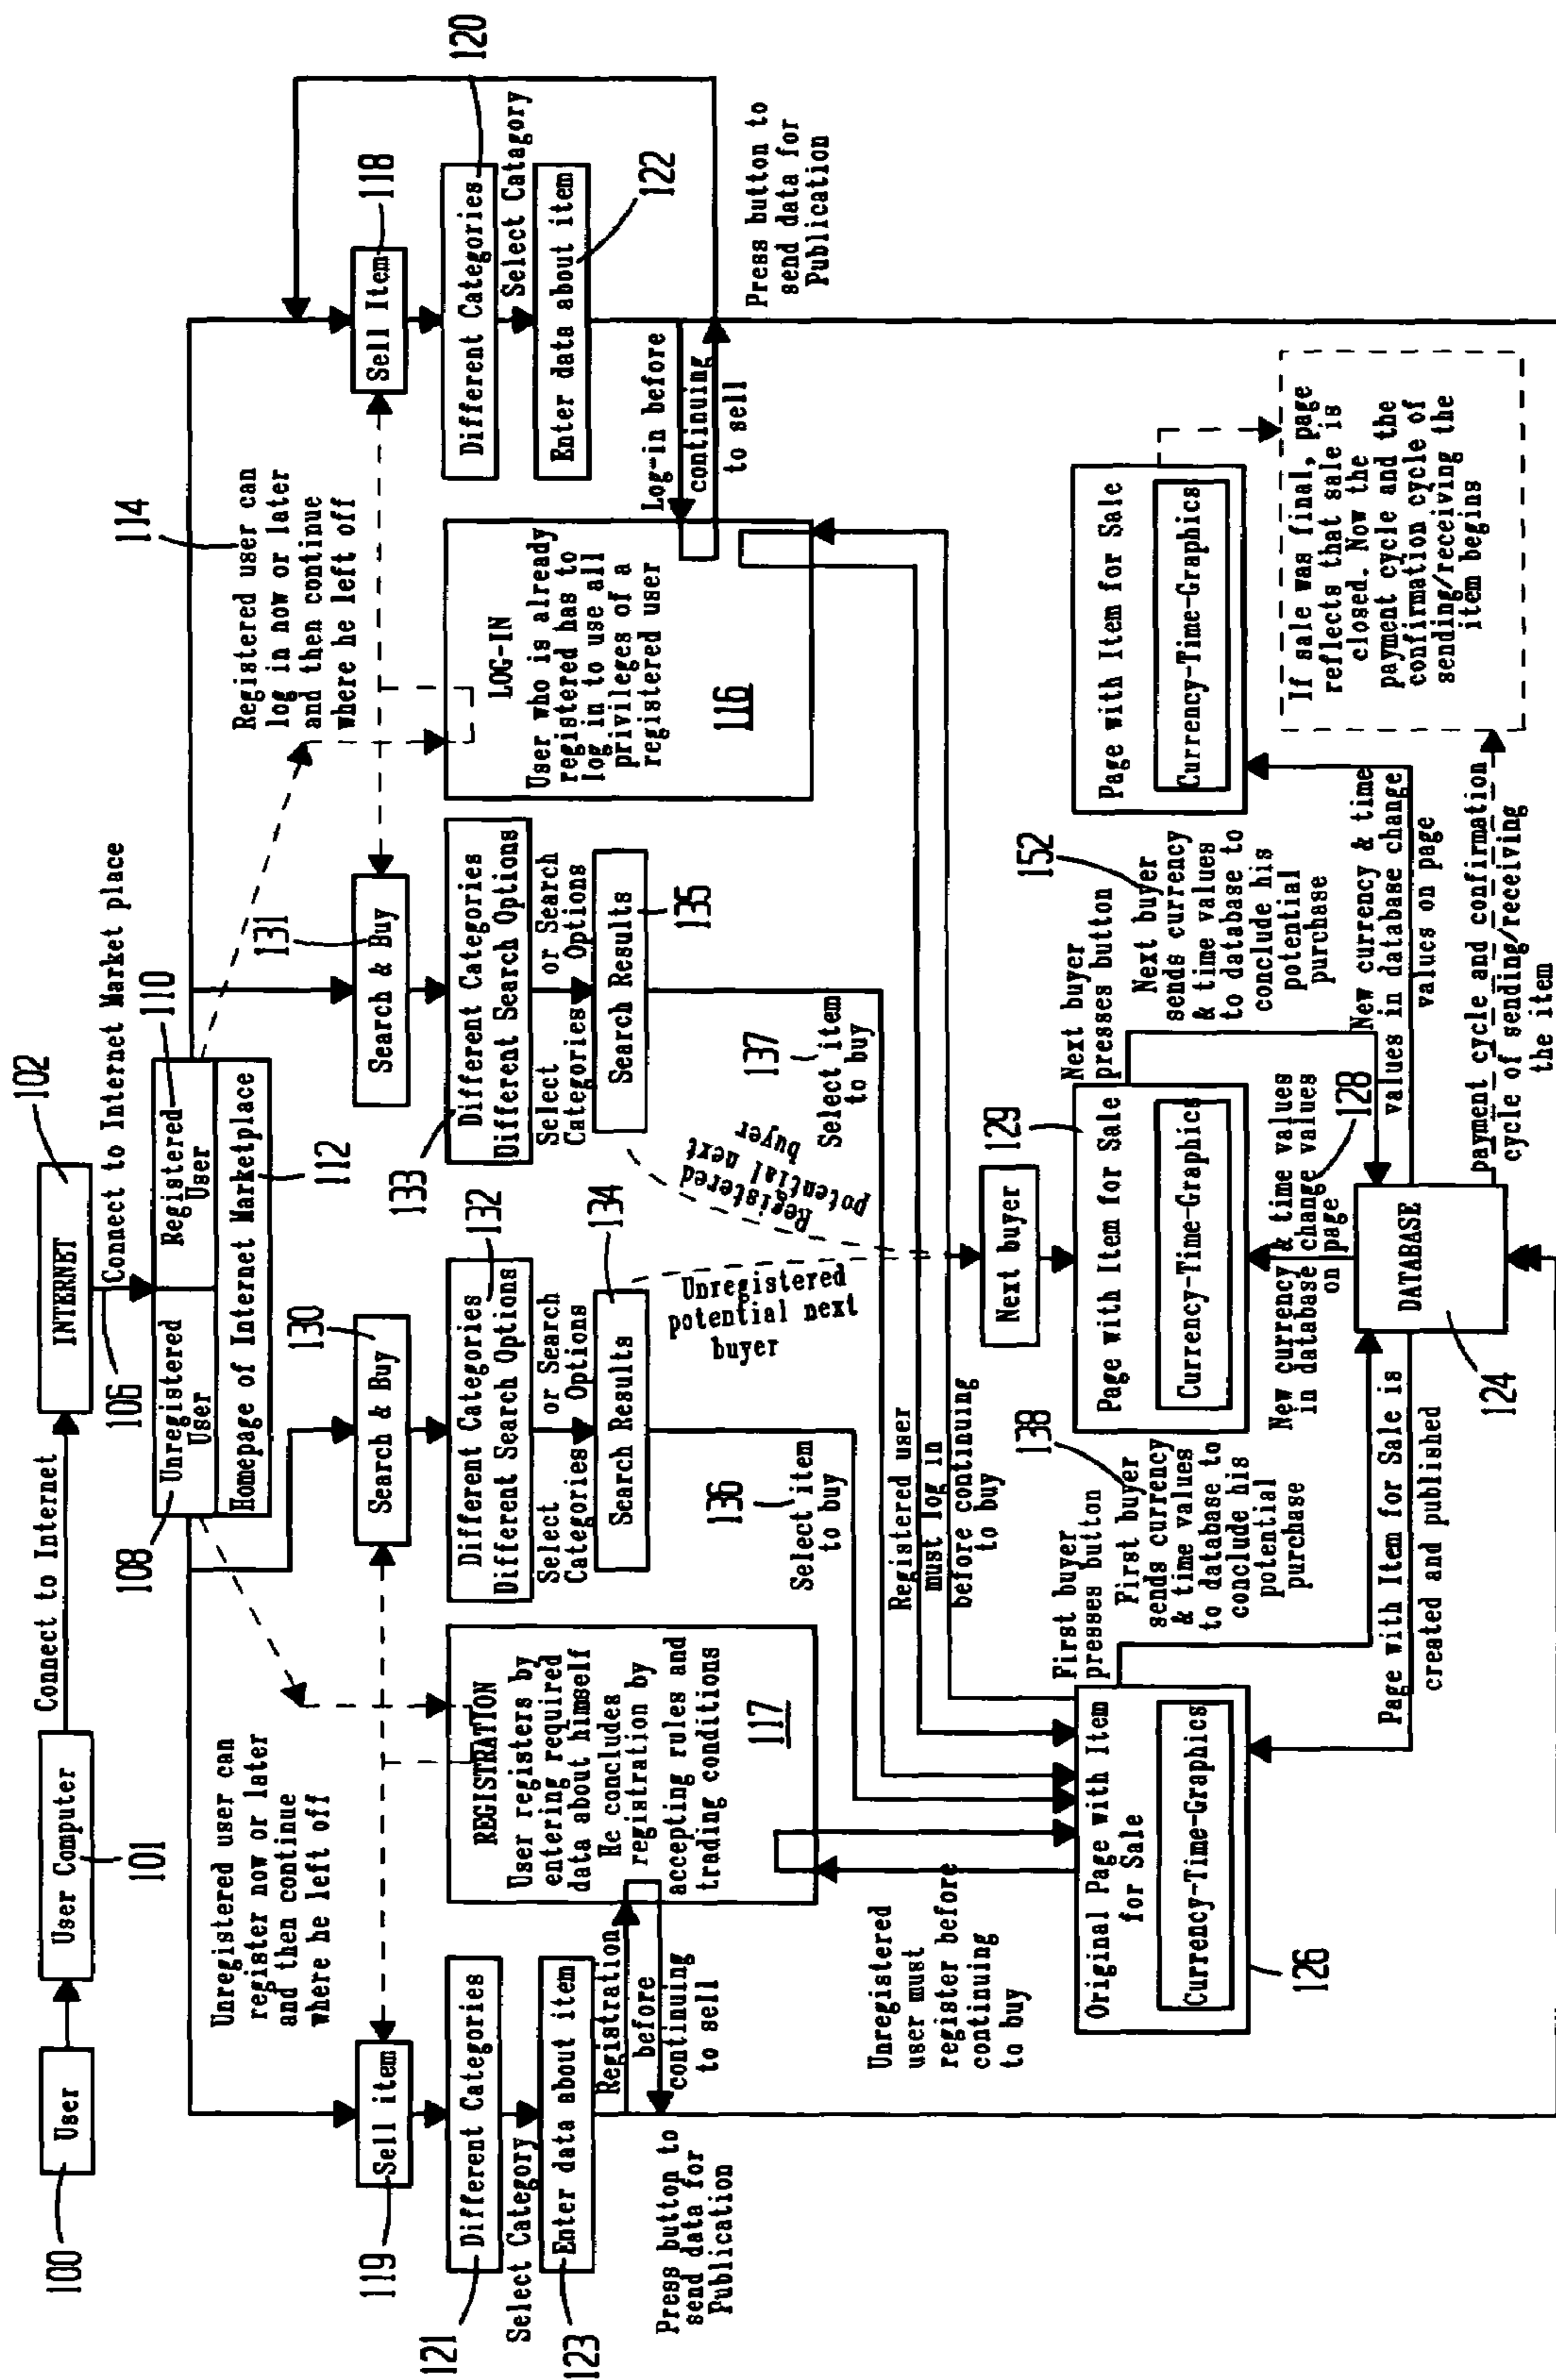 100
User
User Computer
101
Connect to Internet
INTERNET
102
106
Connect to Internet Market place
108
Unregistered
User
Registered
User
110
Homepage of Internet Marketplace
112
Unregistered user can
register now or later
and then continue
where he left off
114
Registered user can
log in now or later
and then continue
where he left off
119
Sell item
130
Search & Buy
131
Search & Buy
Sell Item
118
121
Different Categories
Select Category
123
Enter data about item
Registration
before
continuing
to sell
Press button to
send data for
Publication
REGISTRATION
User registers by
entering required
data about himself
He concludes
registration by
accepting rules and
trading conditions
117
Different Categories
Different Search Options
132
Select or Search
Categories Options
Search Results
134
136
Select item
to buy
Unregistered
potential next
buyer
133
Different Categories
Different Search Options
Select or Search
Categories Options
Search Results
135
137
Select item
to buy
Registered
potential next
buyer
LOG-IN
User who is already
registered has to
log in to use all
privileges of a
registered user
116
Different Categories
120
Select Catagory
Enter data about item
122
Log-in before
continuing
to sell
Press button to
send data for
Publication
Unregistered
user must
register before
continuing
to buy
Registered user
must log in
before continuing
to buy
Original Page with Item
for Sale
Currency-Time-Graphics
126
First buyer
presses button
First buyer
sends currency
& time values
to database to
conclude his
potential
purchase
138
Next buyer
129
Page with Item for Sale
Currency-Time-Graphics
New currency & time values
in database change values
on page
128
Next buyer
presses button
152
Next buyer
sends currency
& time values
to database to
conclude his
potential
purchase
Page with Item for Sale
Currency-Time-Graphics
New currency & time
values in database change
values on page
If sale was final, page
reflects that sale is
closed. Now the
payment cycle and the
confirmation cycle of
sending/receiving the
item begins
Page with Item for Sale is
created and published
DATABASE
124
payment cycle and confirmation
cycle of sending/receiving
the item